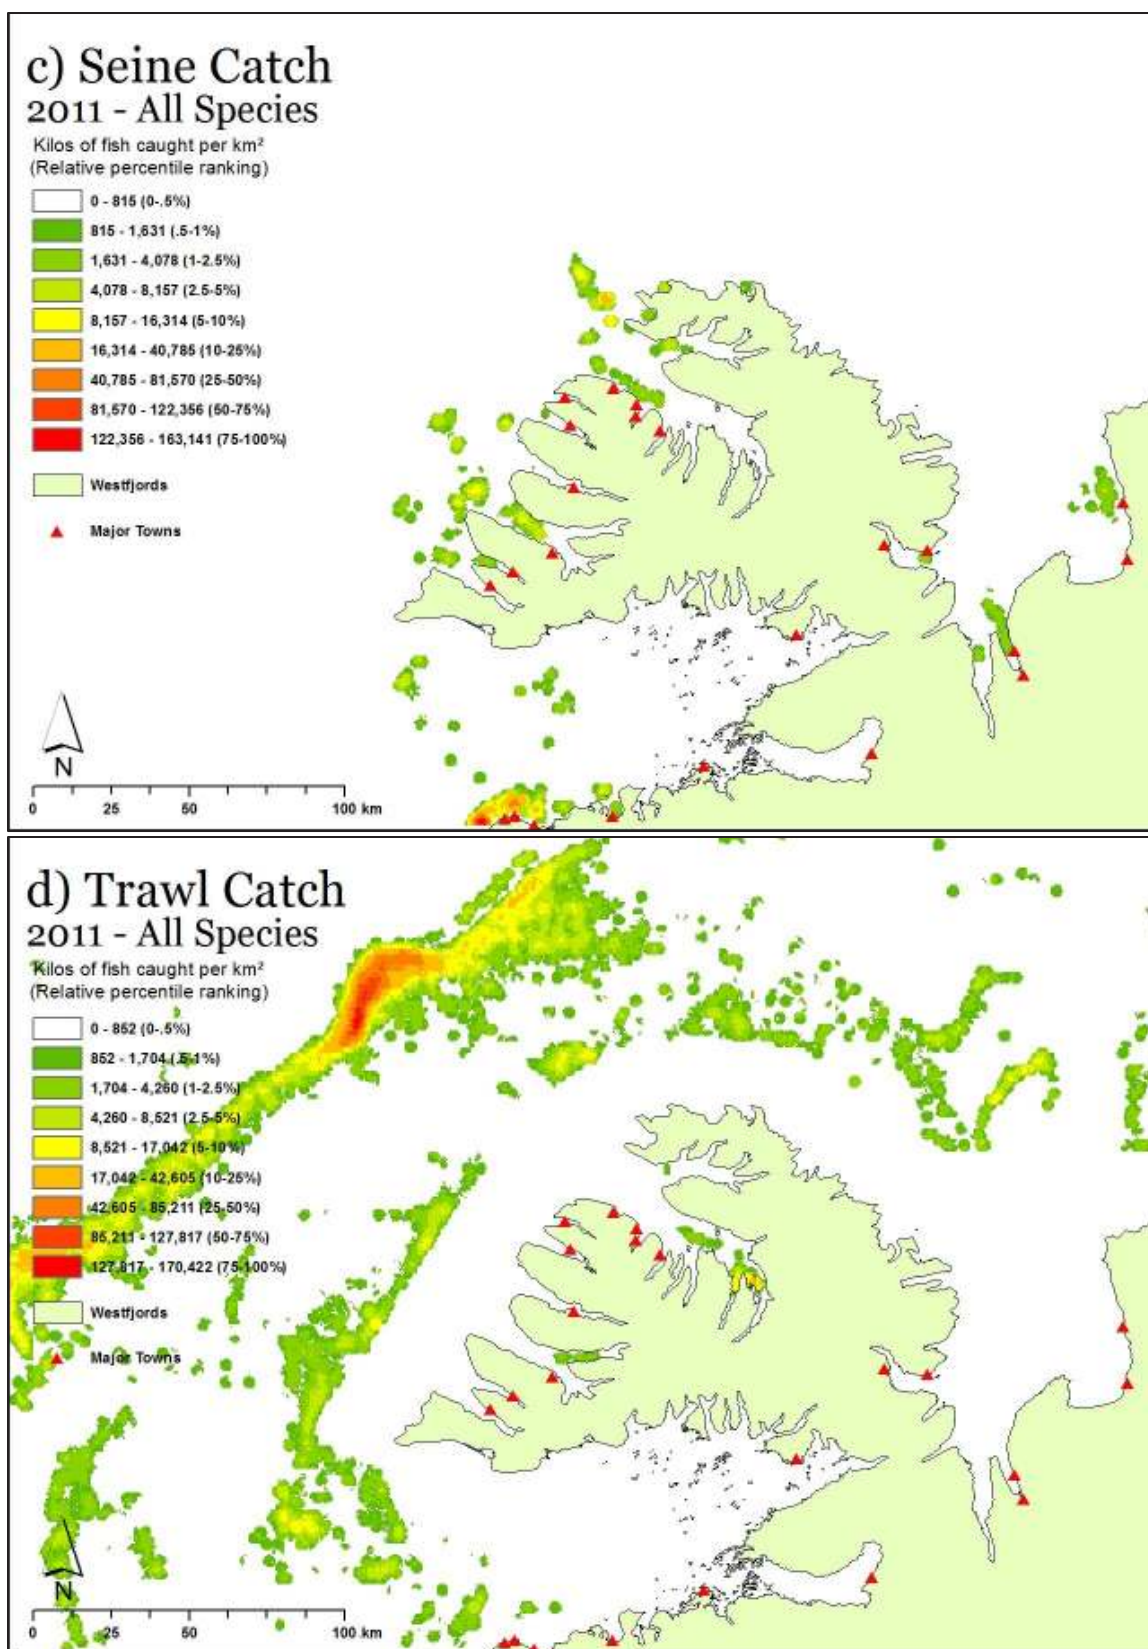 c) Seine Catch
2011 - All Species
Kilos of fish caught per km²
(Relative percentile ranking)
0 - 815 (0-.5%)
815 - 1,631 (.5-1%)
1,631 - 4,078 (1-2.5%)
4,078 - 8,157 (2.5-5%)
8,157 - 16,314 (5-10%)
16,314 - 40,785 (10-25%)
40,785 - 81,570 (25-50%)
81,570 - 122,356 (50-75%)
122,356 - 163,141 (75-100%)
Westfjords
Major Towns
N
0 25 50 100 km
d) Trawl Catch
2011 - All Species
Kilos of fish caught per km²
(Relative percentile ranking)
0 - 852 (0-.5%)
852 - 1,704 (.5-1%)
1,704 - 4,260 (1-2.5%)
4,260 - 8,521 (2.5-5%)
8,521 - 17,042 (5-10%)
17,042 - 42,605 (10-25%)
42,605 - 85,211 (25-50%)
85,211 - 127,817 (50-75%)
127,817 - 170,422 (75-100%)
Westfjords
Major Towns
N
0 25 50 100 km